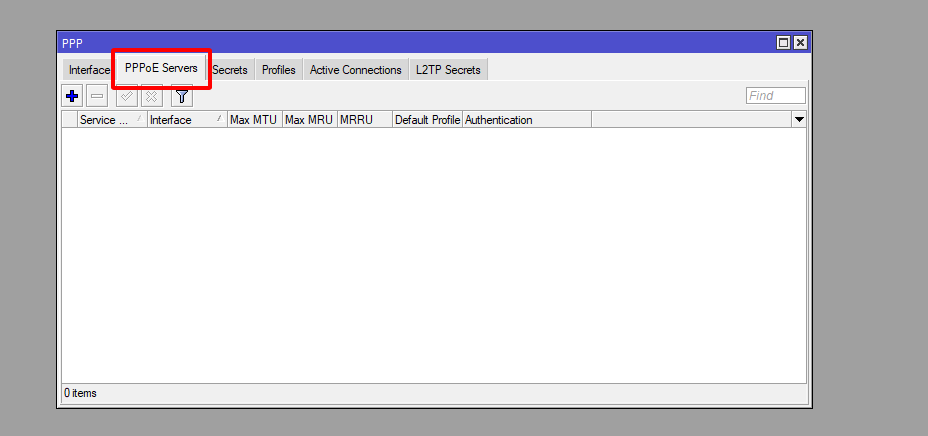 PPP
Interface PPPoE Servers Secrets Profiles Active Connections L2TP Secrets
Find
Service ... Interface Max MTU Max MRU MRRU Default Profile Authentication
0 items